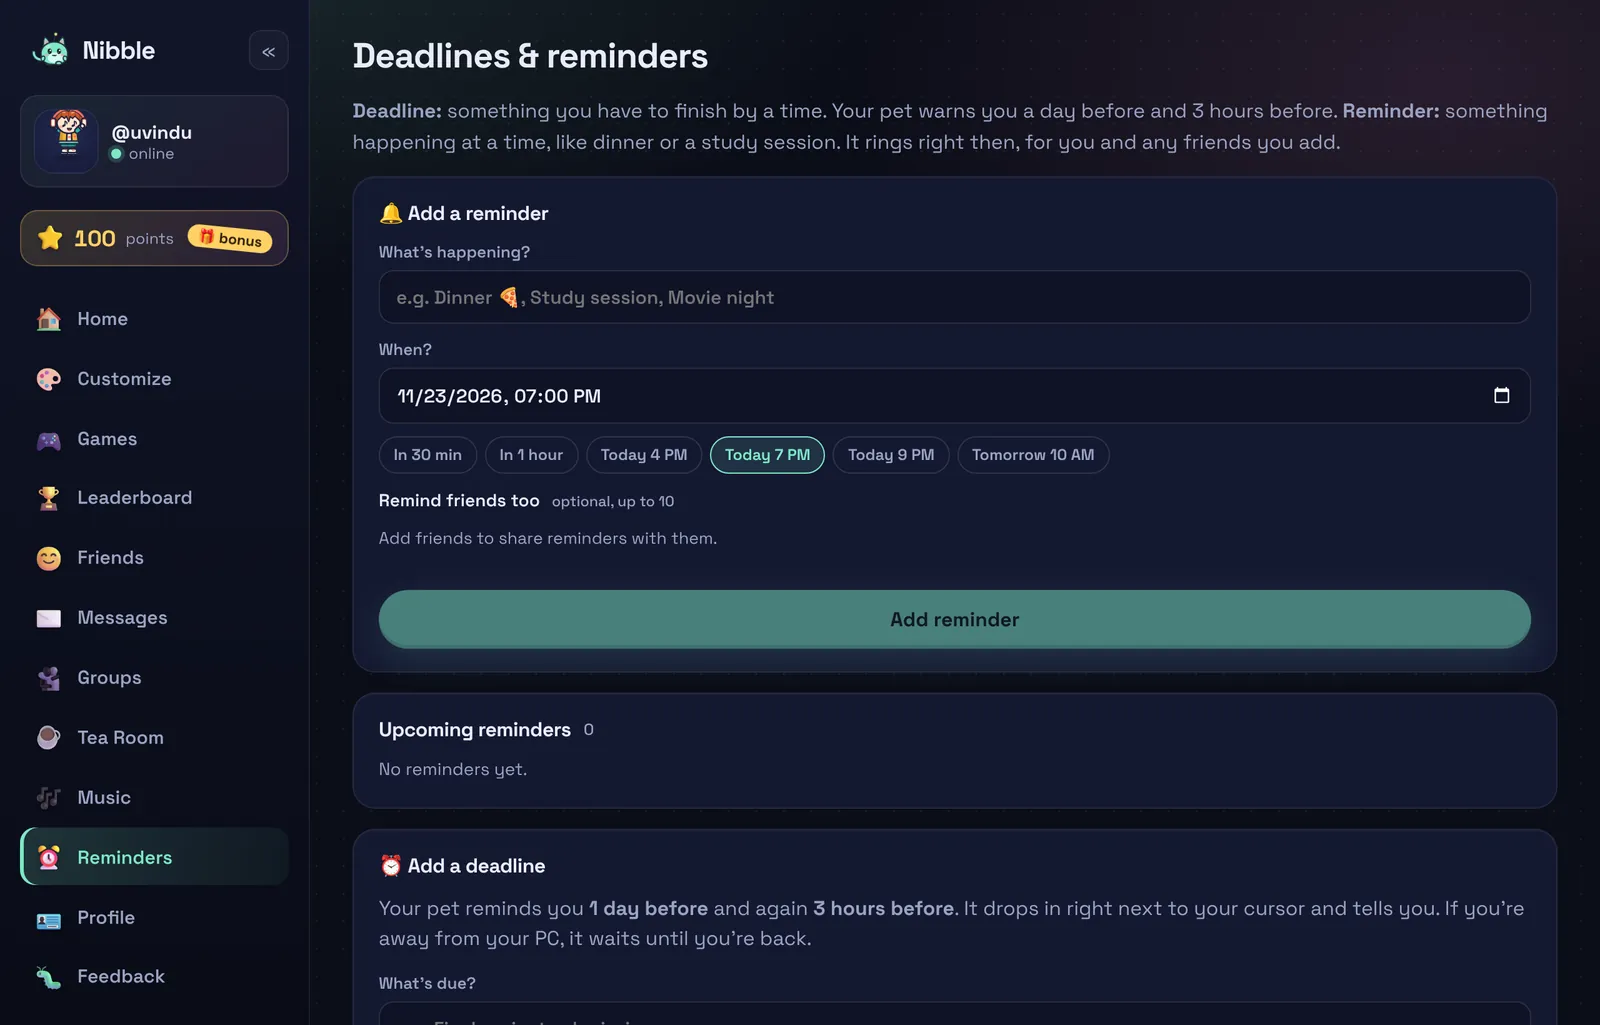 Nibble
«
@uvindu
online
100 points bonus
Home
Customize
Games
Leaderboard
Friends
Messages
Groups
Tea Room
Music
Reminders
Profile
Feedback
Deadlines & reminders
Deadline: something you have to finish by a time. Your pet warns you a day before and 3 hours before. Reminder: something
happening at a time, like dinner or a study session. It rings right then, for you and any friends you add.
Add a reminder
What's happening?
e.g. Dinner 🍕, Study session, Movie night
When?
11/23/2026, 07:00 PM
In 30 min In 1 hour Today 4 PM Today 7 PM Today 9 PM Tomorrow 10 AM
Remind friends too optional, up to 10
Add friends to share reminders with them.
Add reminder
Upcoming reminders 0
No reminders yet.
Add a deadline
Your pet reminds you 1 day before and again 3 hours before. It drops in right next to your cursor and tells you. If you're
away from your PC, it waits until you're back.
What's due?